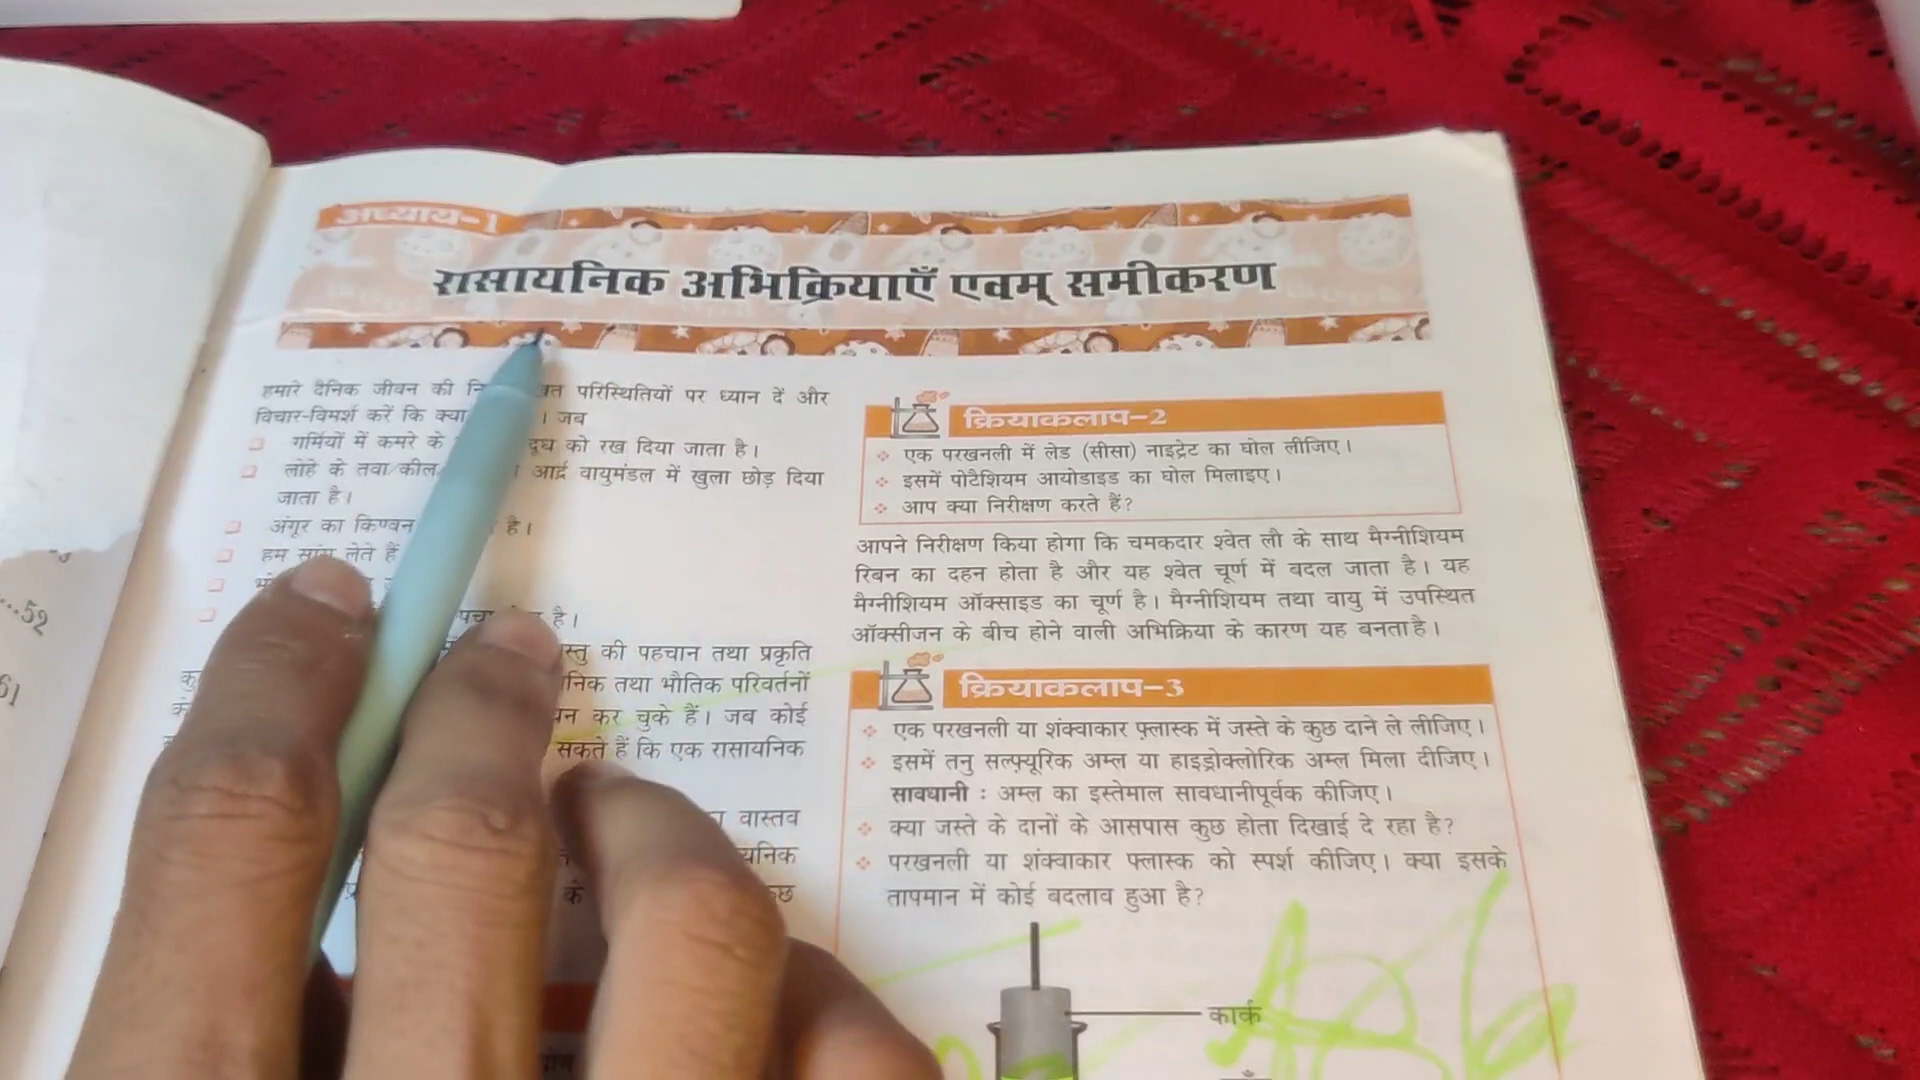 ...52
61
अध्याय-1
रासायनिक अभिक्रियाएँ एवम् समीकरण
हमारे दैनिक जीवन की परिस्थितियों पर ध्यान दें और
विचार-विमर्श करें कि क्या । जब
गर्मियों में कमरे के दूध को रख दिया जाता है।
लोहे के तवा/कील आर्द्र वायुमंडल में खुला छोड़ दिया
जाता है।
अंगूर का किण्वन है।
हम सांस लेते हैं
है।
की पहचान तथा प्रकृति
तथा भौतिक परिवर्तनों
कर चुके हैं। जब कोई
सकते हैं कि एक रासायनिक
वास्तव
के
क्रियाकलाप-2
एक परखनली में लेड (सीसा) नाइट्रेट का घोल लीजिए।
इसमें पोटैशियम आयोडाइड का घोल मिलाइए।
आप क्या निरीक्षण करते हैं?
आपने निरीक्षण किया होगा कि चमकदार श्वेत लौ के साथ मैग्नीशियम
रिबन का दहन होता है और यह श्वेत चूर्ण में बदल जाता है। यह
मैग्नीशियम ऑक्साइड का चूर्ण है। मैग्नीशियम तथा वायु में उपस्थित
ऑक्सीजन के बीच होने वाली अभिक्रिया के कारण यह बनता है।
क्रियाकलाप-3
एक परखनली या शंक्वाकार फ़्लास्क में जस्ते के कुछ दाने ले लीजिए।
इसमें तनु सल्फ़्यूरिक अम्ल या हाइड्रोक्लोरिक अम्ल मिला दीजिए।
सावधानी : अम्ल का इस्तेमाल सावधानीपूर्वक कीजिए।
क्या जस्ते के दानों के आसपास कुछ होता दिखाई दे रहा है?
परखनली या शंक्वाकार फ्लास्क को स्पर्श कीजिए। क्या इसके
तापमान में कोई बदलाव हुआ है?
कार्क